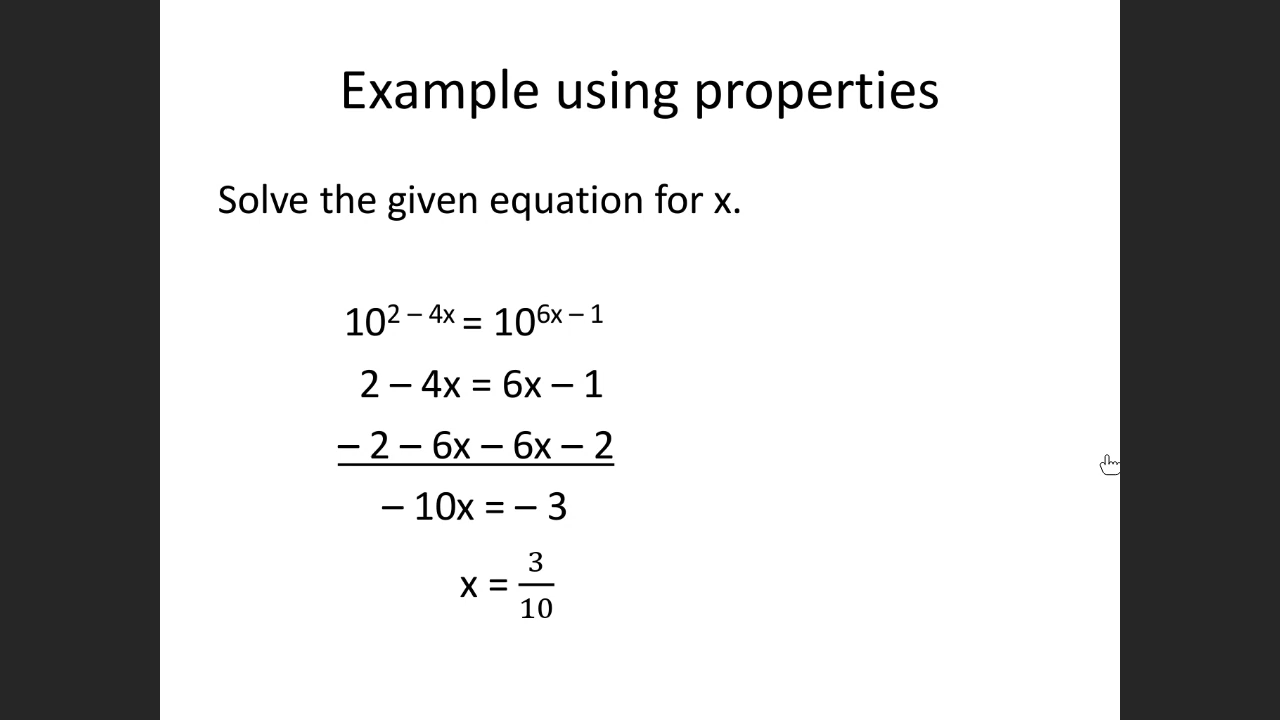 Example using properties
Solve the given equation for x.
10^{2 – 4x} = 10^{6x – 1}
2 – 4x = 6x – 1
– 2 – 6x – 6x – 2
– 10x = – 3
x = \frac{3}{10}